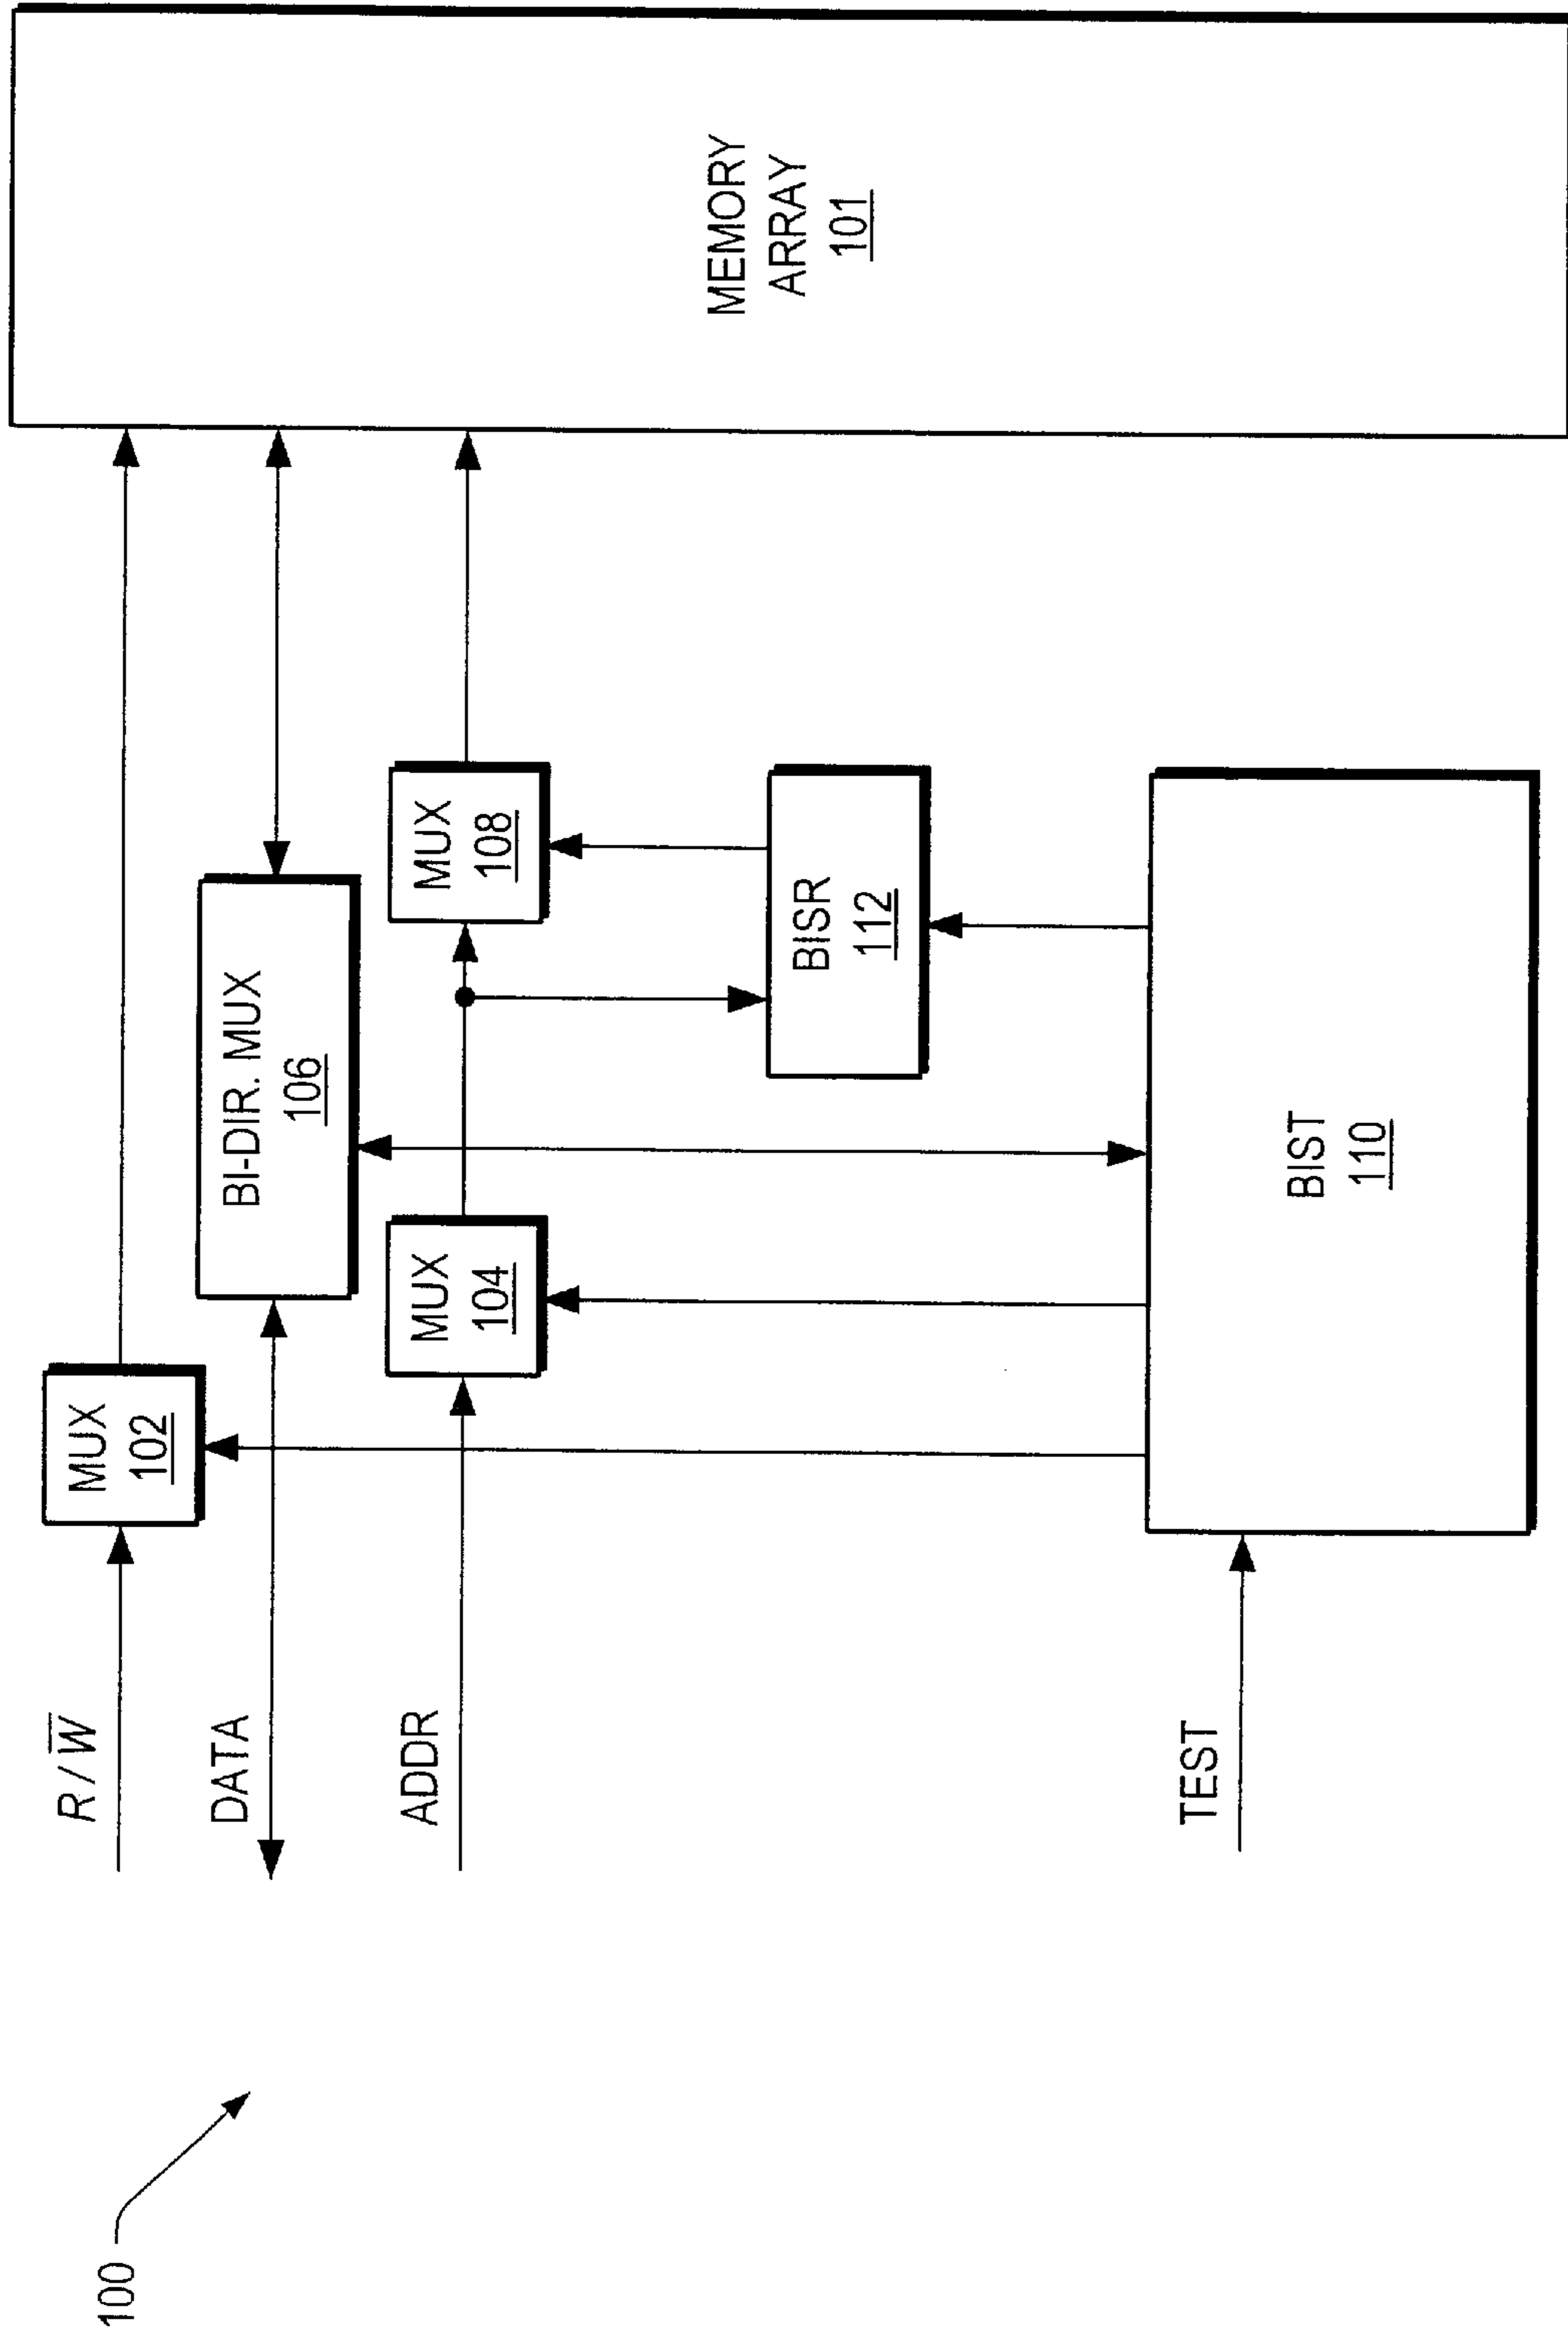 R / W̅
DATA
ADDR
TEST
MUX
102
BI-DIR. MUX
106
MUX
104
MUX
108
BISR
112
BIST
110
MEMORY
ARRAY
101
100